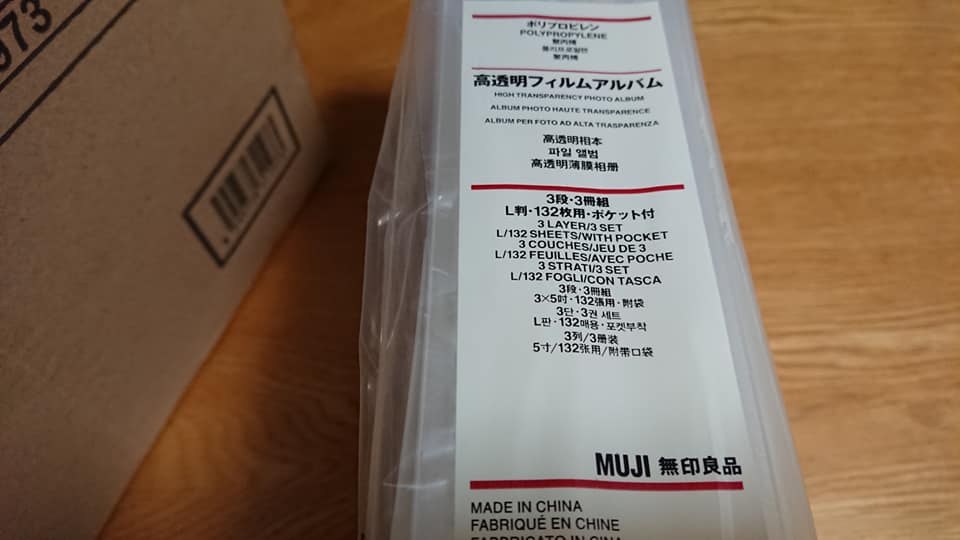 973
ポリプロピレン
POLYPROPYLENE
聚丙烯
폴리프로필렌
聚丙烯
高透明フィルムアルバム
HIGH TRANSPARENCY PHOTO ALBUM
ALBUM PHOTO HAUTE TRANSPARENCE
ALBUM PER FOTO AD ALTA TRASPARENZA
高透明相本
파일 앨범
高透明薄膜相册
3段・3冊組
L判・132枚用・ポケット付
3 LAYER/3 SET
L/132 SHEETS/WITH POCKET
3 COUCHES/JEU DE 3
L/132 FEUILLES/AVEC POCHE
3 STRATI/3 SET
L/132 FOGLI/CON TASCA
3段・3冊組
3×5吋・132張用・附袋
3단・3권 세트
L판・132매용・포켓부착
3列/3册装
5寸/132张用/附带口袋
MUJI 無印良品
MADE IN CHINA
FABRIQUÉ EN CHINE
FABBRICATO IN CINA